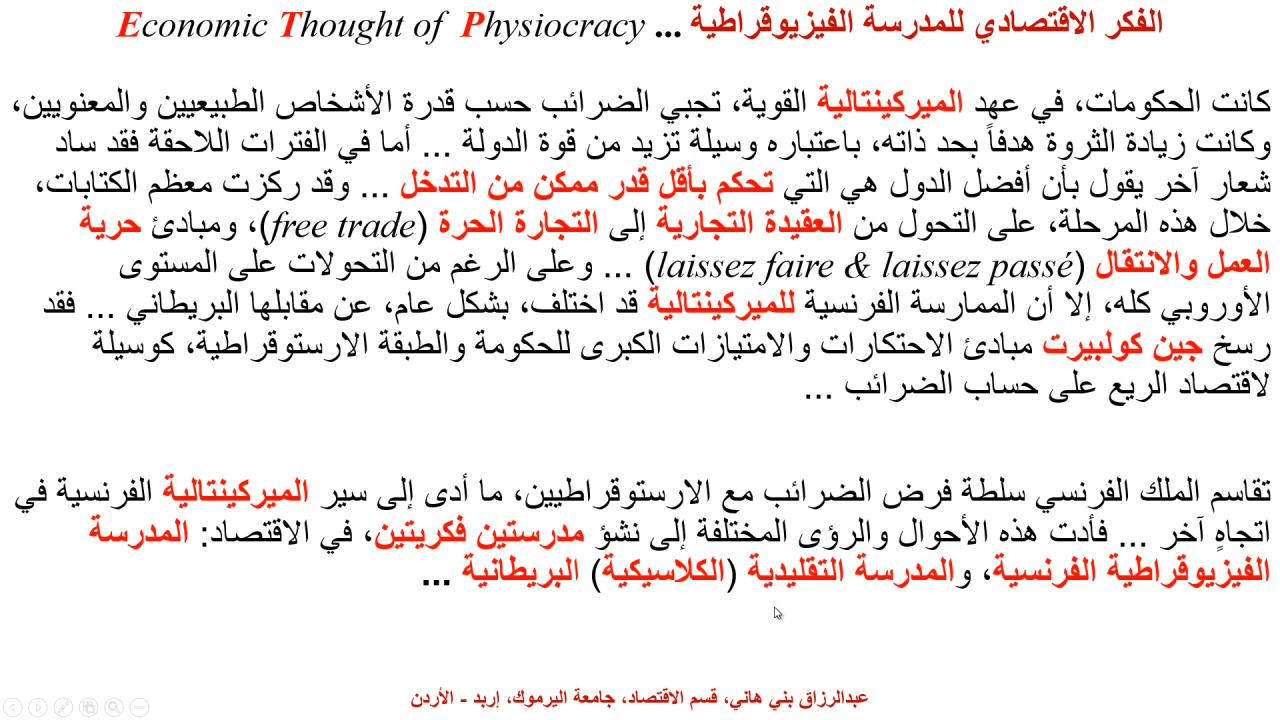 الفكر الاقتصادي للمدرسة الفيزيوقراطية ... Economic Thought of Physiocracy
كانت الحكومات، في عهد الميركينتالية القوية، تجبي الضرائب حسب قدرة الأشخاص الطبيعيين والمعنويين،
وكانت زيادة الثروة هدفاً بحد ذاته، باعتباره وسيلة تزيد من قوة الدولة ... أما في الفترات اللاحقة فقد ساد
شعار آخر يقول بأن أفضل الدول هي التي تحكم بأقل قدر ممكن من التدخل ... وقد ركزت معظم الكتابات،
خلال هذه المرحلة، على التحول من العقيدة التجارية إلى التجارة الحرة (free trade)، ومبادئ حرية
العمل والانتقال (laissez faire & laissez passé) ... وعلى الرغم من التحولات على المستوى
الأوروبي كله، إلا أن الممارسة الفرنسية للميركينتالية قد اختلف، بشكل عام، عن مقابلها البريطاني ... فقد
رسخ جين كولبيرت مبادئ الاحتكارات والامتيازات الكبرى للحكومة والطبقة الارستوقراطية، كوسيلة
لاقتصاد الريع على حساب الضرائب ...
تقاسم الملك الفرنسي سلطة فرض الضرائب مع الارستوقراطيين، ما أدى إلى سير الميركينتالية الفرنسية في
اتجاهٍ آخر ... فأدت هذه الأحوال والرؤى المختلفة إلى نشؤ مدرستين فكريتين، في الاقتصاد: المدرسة
الفيزيوقراطية الفرنسية، والمدرسة التقليدية (الكلاسيكية) البريطانية ...
عبدالرزاق بني هاني، قسم الاقتصاد، جامعة اليرموك، إربد - الأردن